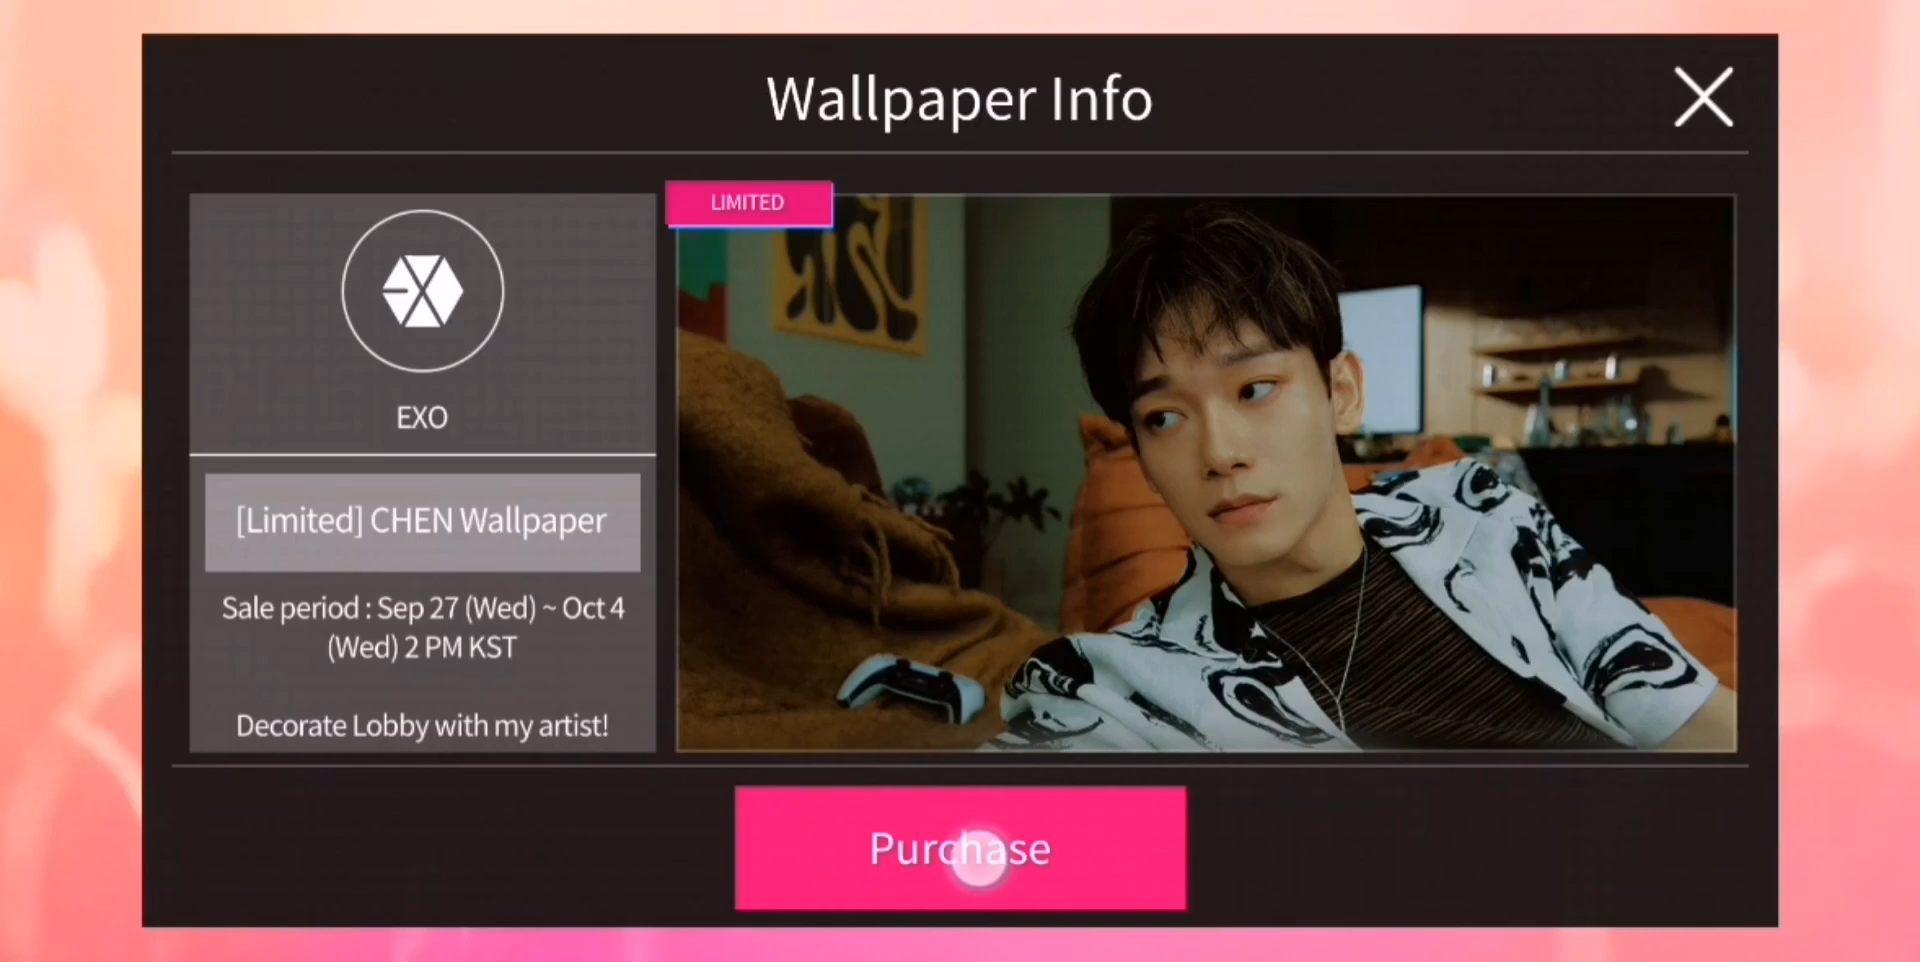 Wallpaper Info
LIMITED
EXO
[Limited] CHEN Wallpaper
Sale period : Sep 27 (Wed) ~ Oct 4
(Wed) 2 PM KST
Decorate Lobby with my artist!
Purchase